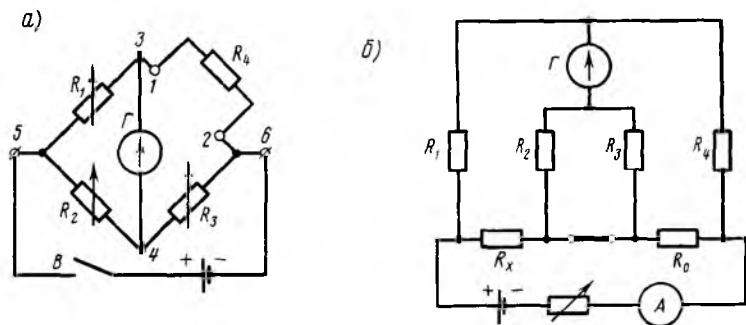 а)
3
1
R₁
R₄
Г
5
2
6
R₂
R₃
4
В
+ −
б)
Г
R₁
R₂
R₃
R₄
Rₓ
R₀
+ −
А